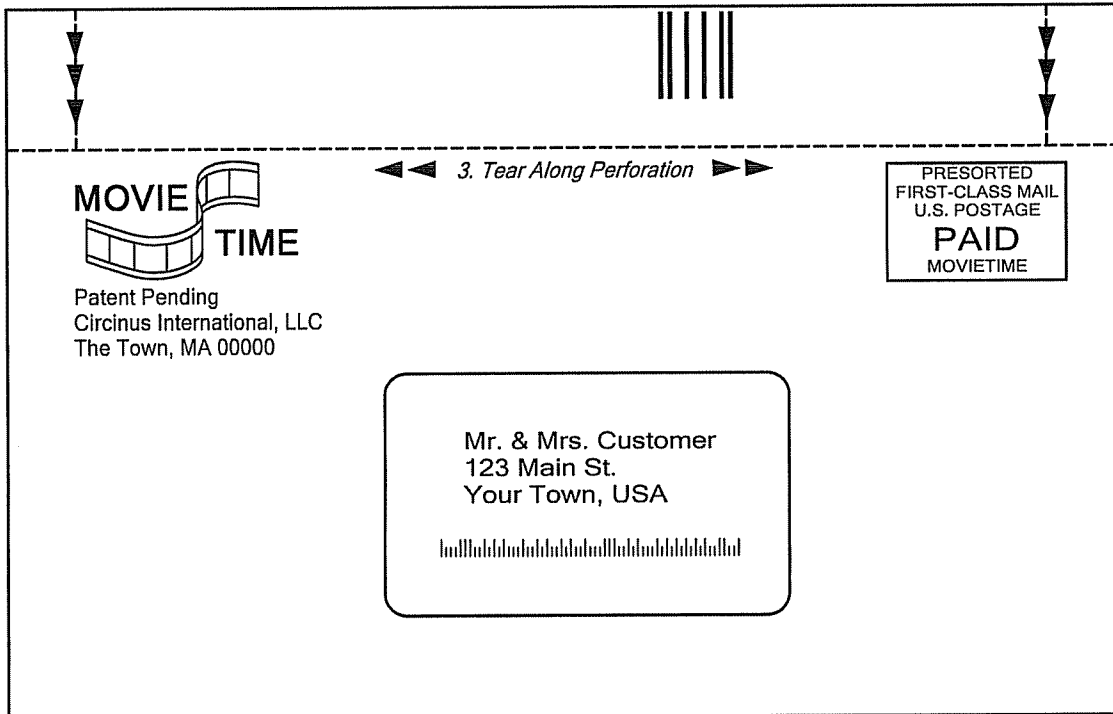 3. Tear Along Perforation
MOVIE
TIME
Patent Pending
Circinus International, LLC
The Town, MA 00000
PRESORTED
FIRST-CLASS MAIL
U.S. POSTAGE
PAID
MOVIETIME
Mr. & Mrs. Customer
123 Main St.
Your Town, USA